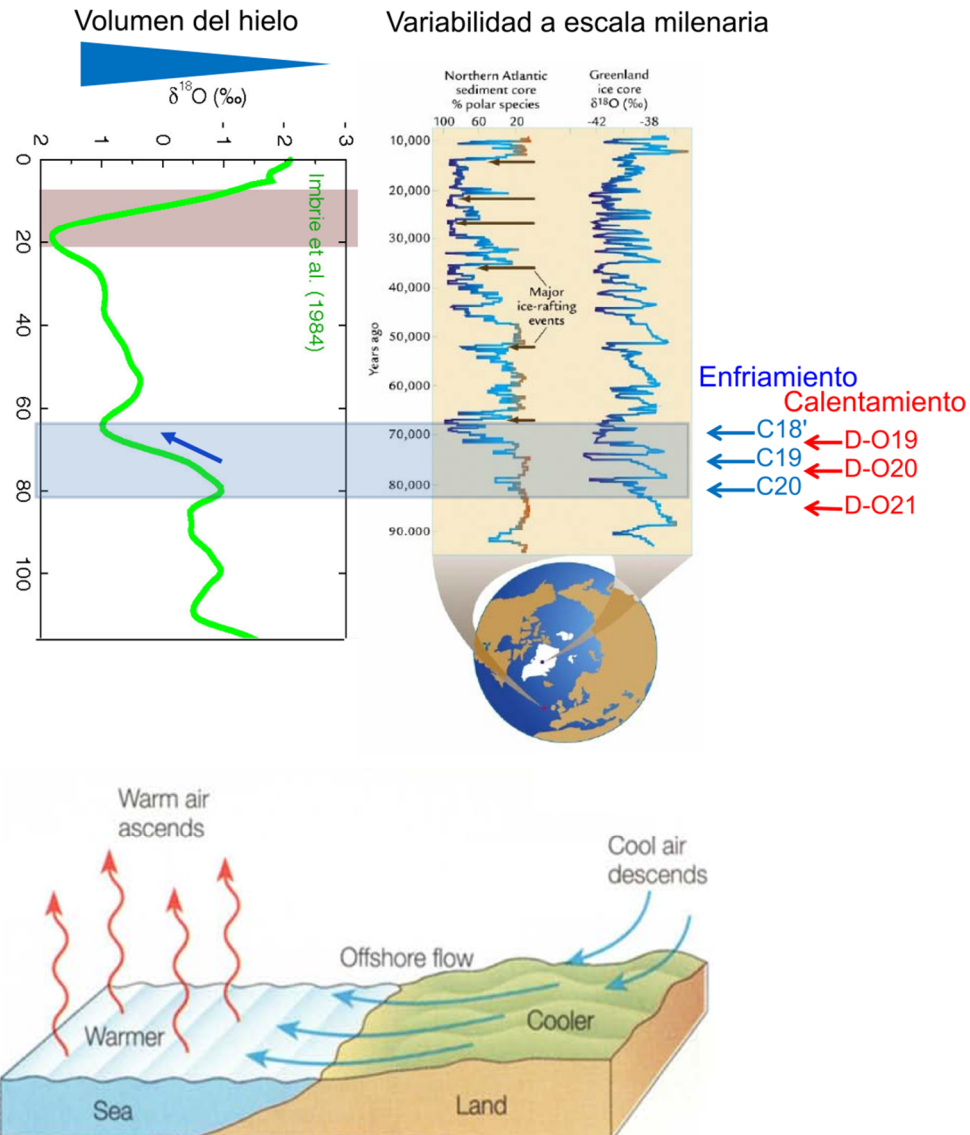 Volumen del hielo
δ18O (‰)
2
1
0
-1
-2
-3
0
20
40
60
80
100
Imbrie et al. (1984)
Variabilidad a escala milenaria
Northern Atlantic
sediment core
% polar species
100 60 20
Greenland
ice core
δ18O (‰)
-42 -38
Years ago
10,000
20,000
30,000
40,000
50,000
60,000
70,000
80,000
90.000
Major
ice-rafting
events
Enfriamiento
Calentamiento
C18'
D-O19
C19
D-O20
C20
D-O21
Warm air
ascends
Cool air
descends
Offshore flow
Warmer
Cooler
Sea
Land